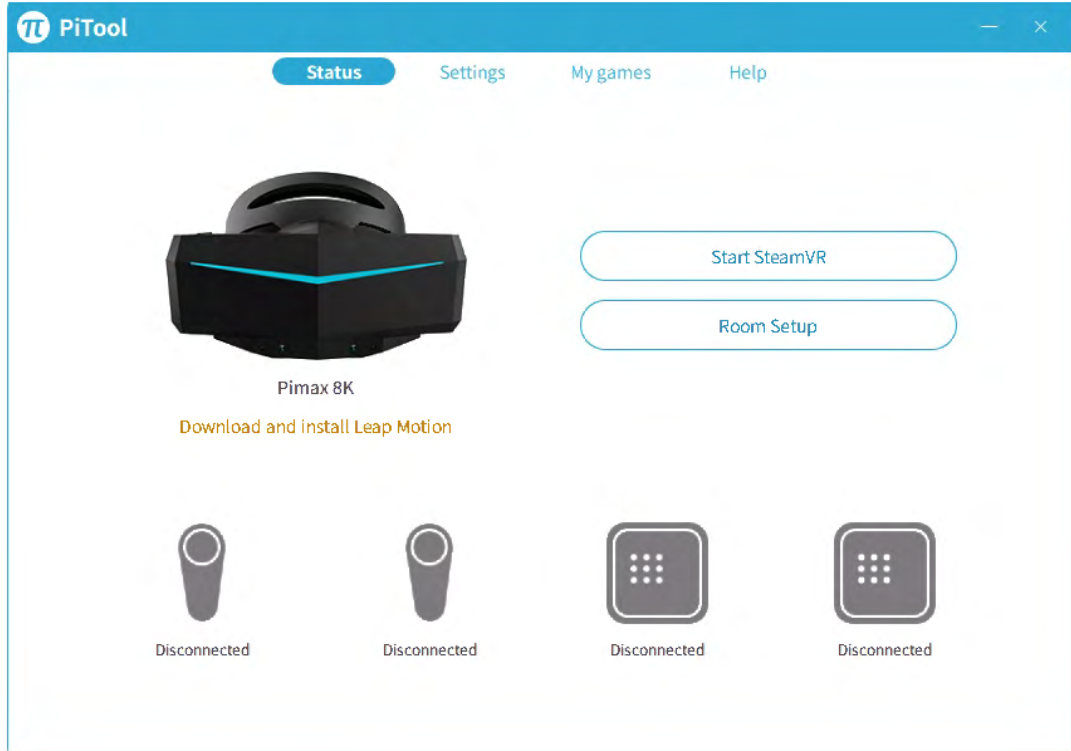 PiTool
Status Settings My games Help
Start SteamVR
Room Setup
Pimax 8K
Download and install Leap Motion
Disconnected Disconnected Disconnected Disconnected